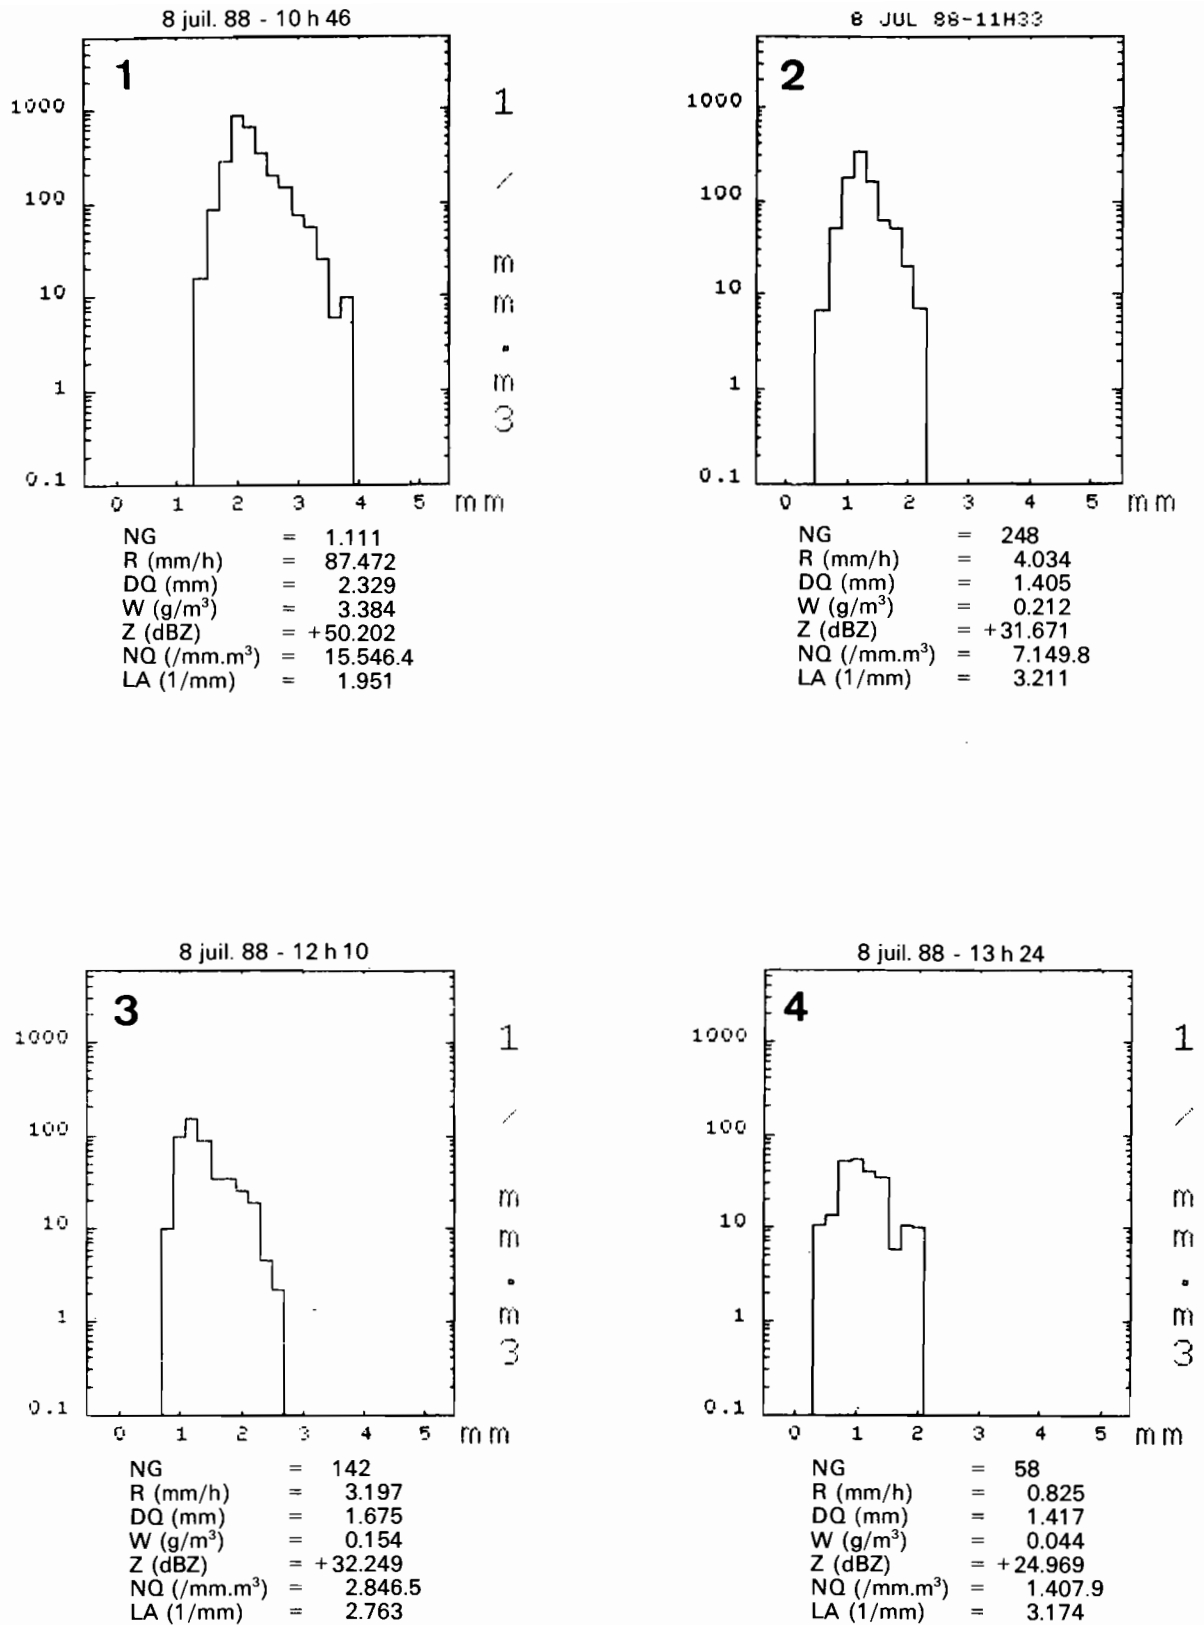 8 juil. 88 - 10 h 46
1
1000
100
10
1
0.1
0 1 2 3 4 5 mm
1
/
m
m
.
m
3
NG = 1.111
R (mm/h) = 87.472
DQ (mm) = 2.329
W (g/m³) = 3.384
Z (dBZ) = +50.202
NQ (/mm.m³) = 15.546.4
LA (1/mm) = 1.951
8 JUL 88-11H33
2
1000
100
10
1
0.1
0 1 2 3 4 5 mm
NG = 248
R (mm/h) = 4.034
DQ (mm) = 1.405
W (g/m³) = 0.212
Z (dBZ) = +31.671
NQ (/mm.m³) = 7.149.8
LA (1/mm) = 3.211
8 juil. 88 - 12 h 10
3
1000
100
10
1
0.1
0 1 2 3 4 5 mm
1
/
m
m
.
m
3
NG = 142
R (mm/h) = 3.197
DQ (mm) = 1.675
W (g/m³) = 0.154
Z (dBZ) = +32.249
NQ (/mm.m³) = 2.846.5
LA (1/mm) = 2.763
8 juil. 88 - 13 h 24
4
1000
100
10
1
0.1
0 1 2 3 4 5 mm
1
/
m
m
.
m
3
NG = 58
R (mm/h) = 0.825
DQ (mm) = 1.417
W (g/m³) = 0.044
Z (dBZ) = +24.969
NQ (/mm.m³) = 1.407.9
LA (1/mm) = 3.174